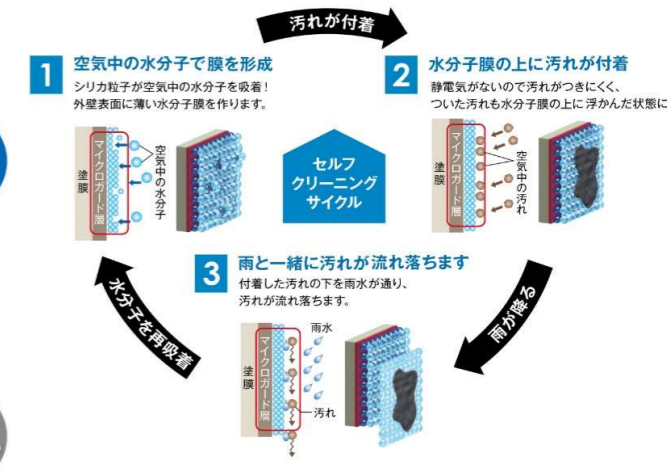 汚れが付着
1
空気中の水分子で膜を形成
シリカ粒子が空気中の水分子を吸着！
外壁表面に薄い水分子膜を作ります。
塗膜
マイクロガード層
空気中の水分子
2
水分子膜の上に汚れが付着
静電気がないので汚れがつきにくく、
ついた汚れも水分子膜の上に浮かんだ状態に
塗膜
マイクロガード層
空気中の汚れ
セルフ
クリーニング
サイクル
3
雨と一緒に汚れが流れ落ちます
付着した汚れの下を雨水が通り、
汚れが流れ落ちます。
塗膜
マイクロガード層
雨水
汚れ
雨が降る
水分子を再吸着